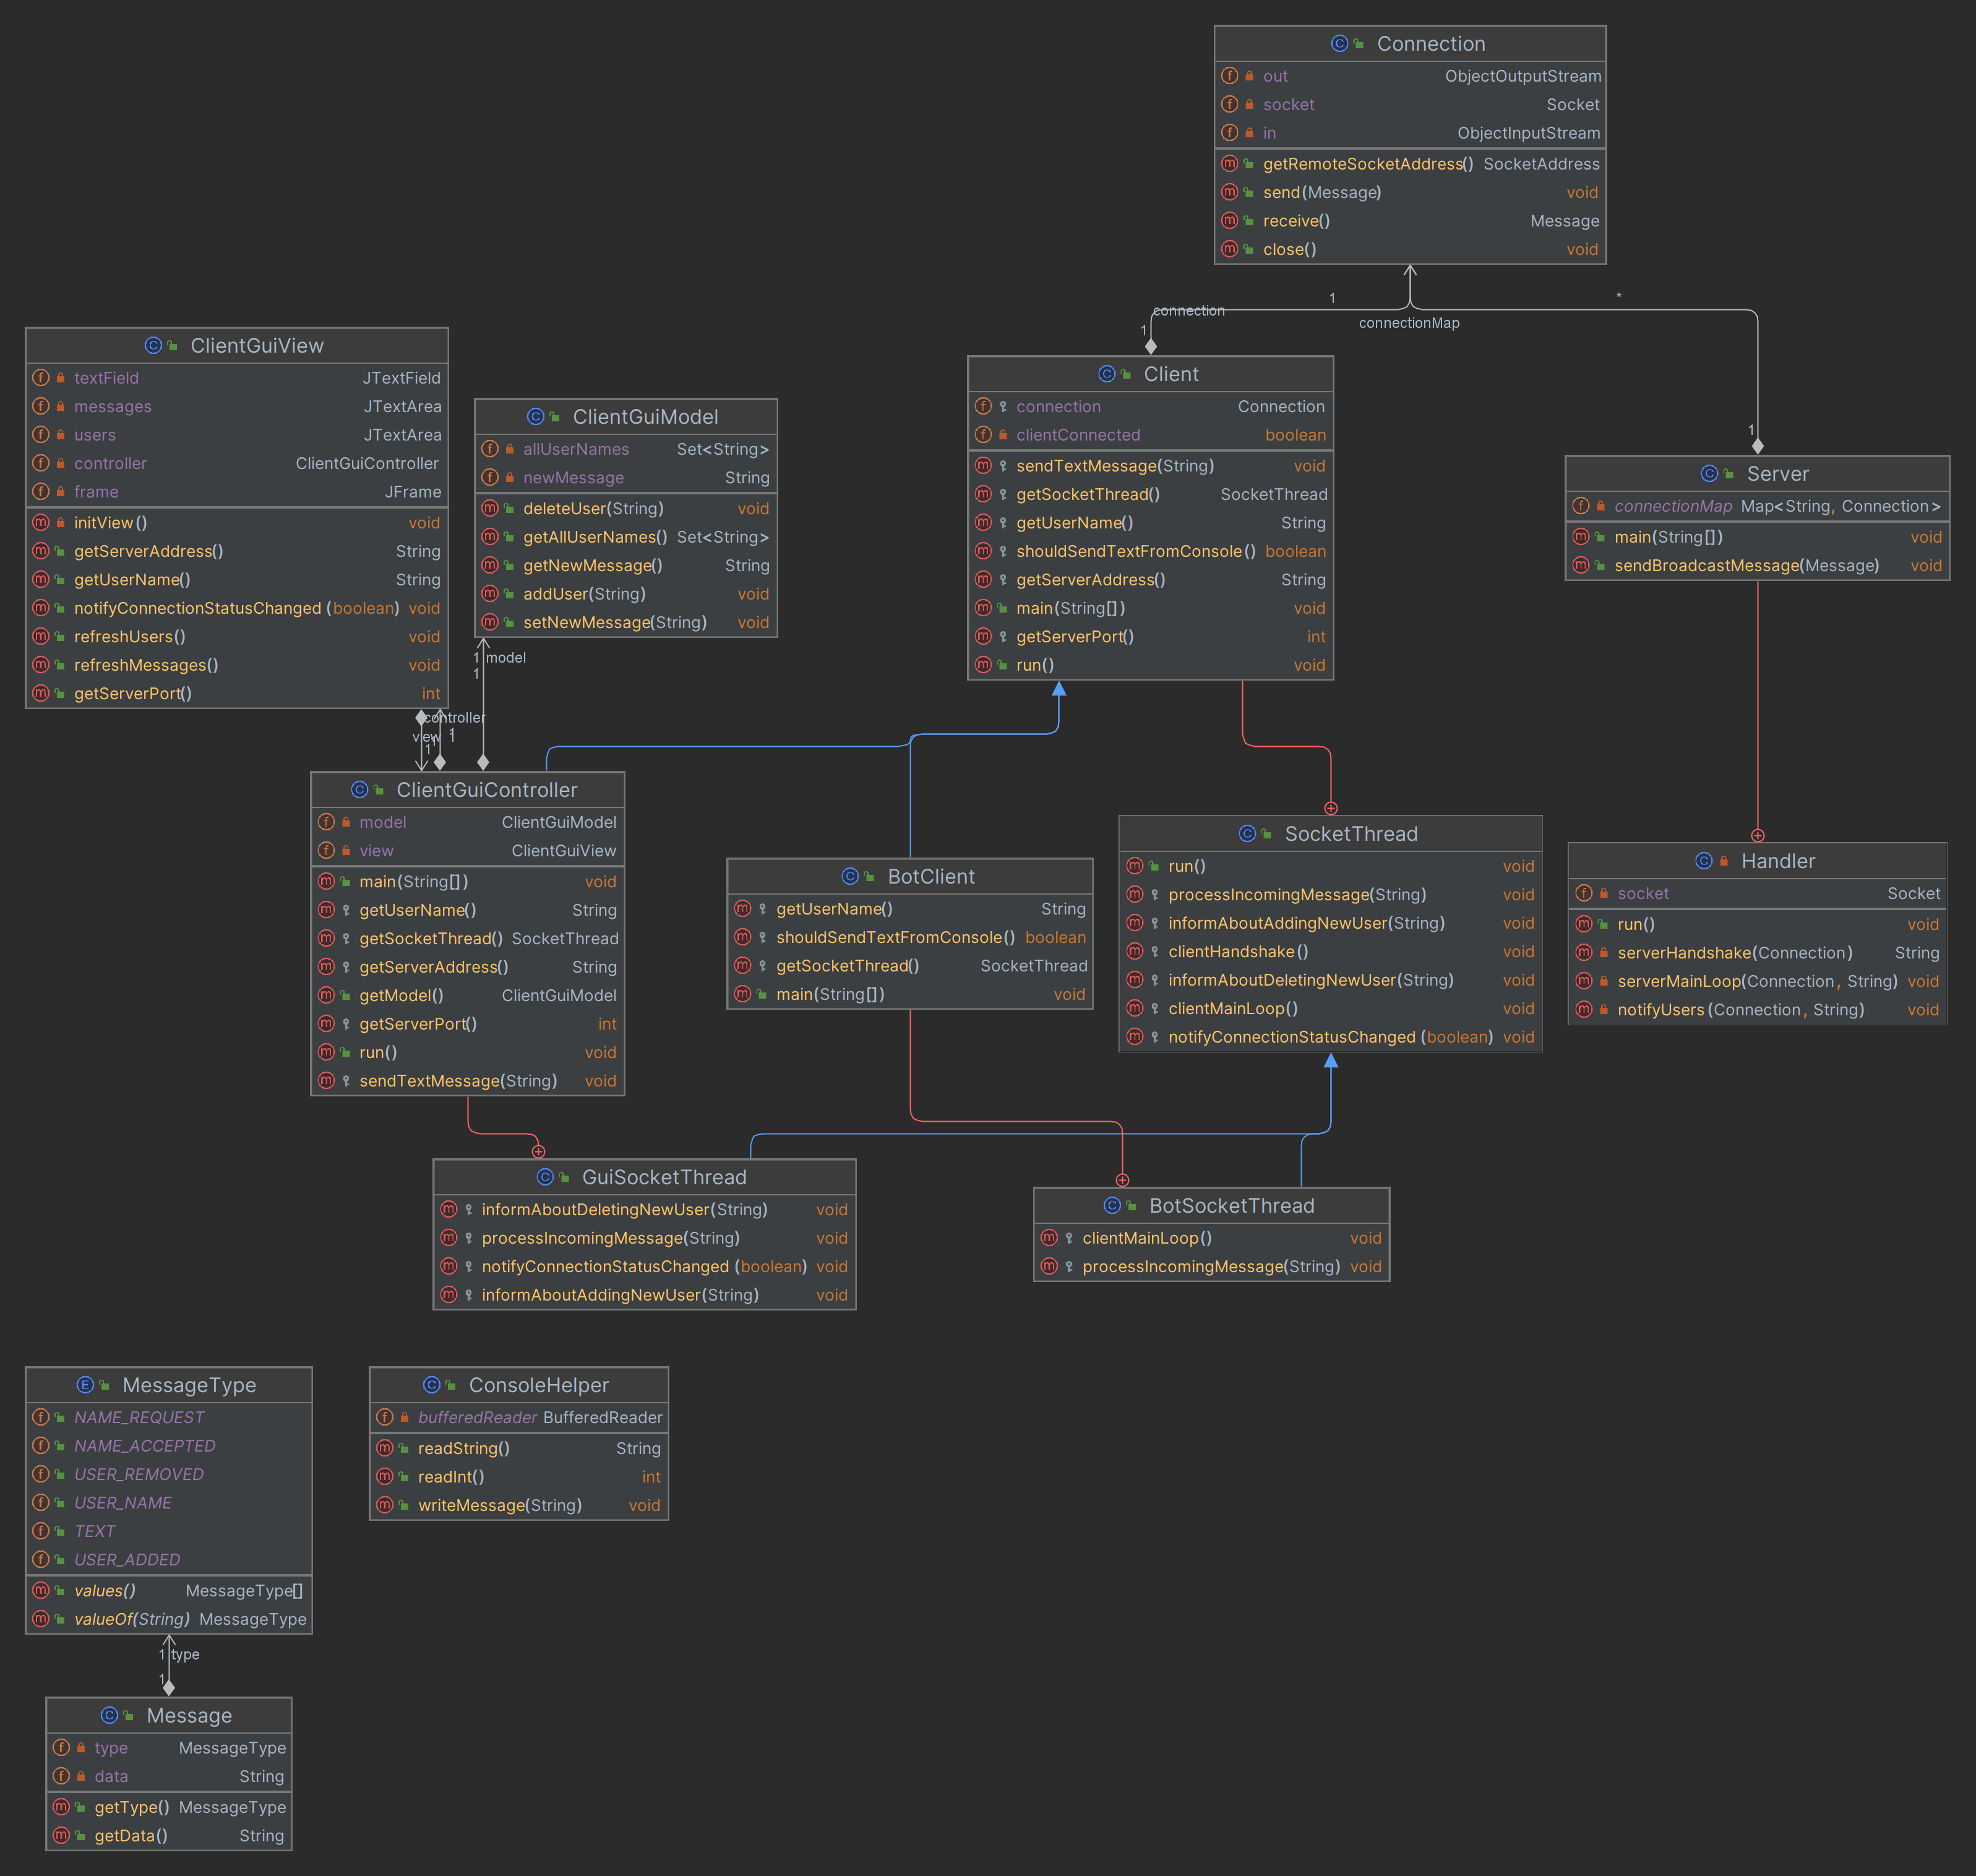 Connection
out ObjectOutputStream
socket Socket
in ObjectInputStream
getRemoteSocketAddress() SocketAddress
send(Message) void
receive() Message
close() void
1
*
connection
connectionMap
1
1
ClientGuiView
textField JTextField
messages JTextArea
users JTextArea
controller ClientGuiController
frame JFrame
initView() void
getServerAddress() String
getUserName() String
notifyConnectionStatusChanged(boolean) void
refreshUsers() void
refreshMessages() void
getServerPort() int
ClientGuiModel
allUserNames Set<String>
newMessage String
deleteUser(String) void
getAllUserNames() Set<String>
getNewMessage() String
addUser(String) void
setNewMessage(String) void
1 model
1
controller
view 1
1 1
Client
connection Connection
clientConnected boolean
sendTextMessage(String) void
getSocketThread() SocketThread
getUserName() String
shouldSendTextFromConsole() boolean
getServerAddress() String
main(String[]) void
getServerPort() int
run() void
Server
connectionMap Map<String, Connection>
main(String[]) void
sendBroadcastMessage(Message) void
ClientGuiController
model ClientGuiModel
view ClientGuiView
main(String[]) void
getUserName() String
getSocketThread() SocketThread
getServerAddress() String
getModel() ClientGuiModel
getServerPort() int
run() void
sendTextMessage(String) void
BotClient
getUserName() String
shouldSendTextFromConsole() boolean
getSocketThread() SocketThread
main(String[]) void
SocketThread
run() void
processIncomingMessage(String) void
informAboutAddingNewUser(String) void
clientHandshake() void
informAboutDeletingNewUser(String) void
clientMainLoop() void
notifyConnectionStatusChanged(boolean) void
Handler
socket Socket
run() void
serverHandshake(Connection) String
serverMainLoop(Connection, String) void
notifyUsers(Connection, String) void
GuiSocketThread
informAboutDeletingNewUser(String) void
processIncomingMessage(String) void
notifyConnectionStatusChanged(boolean) void
informAboutAddingNewUser(String) void
BotSocketThread
clientMainLoop() void
processIncomingMessage(String) void
MessageType
NAME_REQUEST
NAME_ACCEPTED
USER_REMOVED
USER_NAME
TEXT
USER_ADDED
values() MessageType[]
valueOf(String) MessageType
1 type
1
ConsoleHelper
bufferedReader BufferedReader
readString() String
readInt() int
writeMessage(String) void
Message
type MessageType
data String
getType() MessageType
getData() String